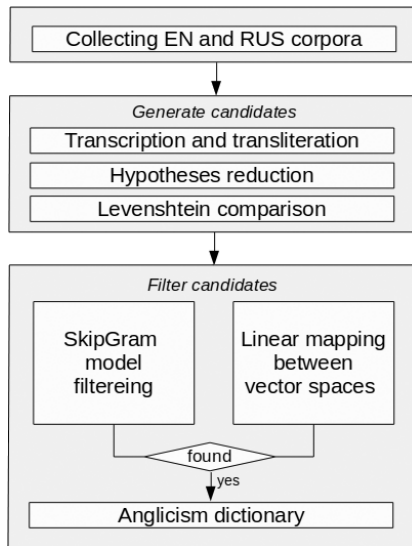 Collecting EN and RUS corpora
Generate candidates
Transcription and transliteration
Hypotheses reduction
Levenshtein comparison
Filter candidates
SkipGram
model
filtereing
Linear mapping
between
vector spaces
found
yes
Anglicism dictionary